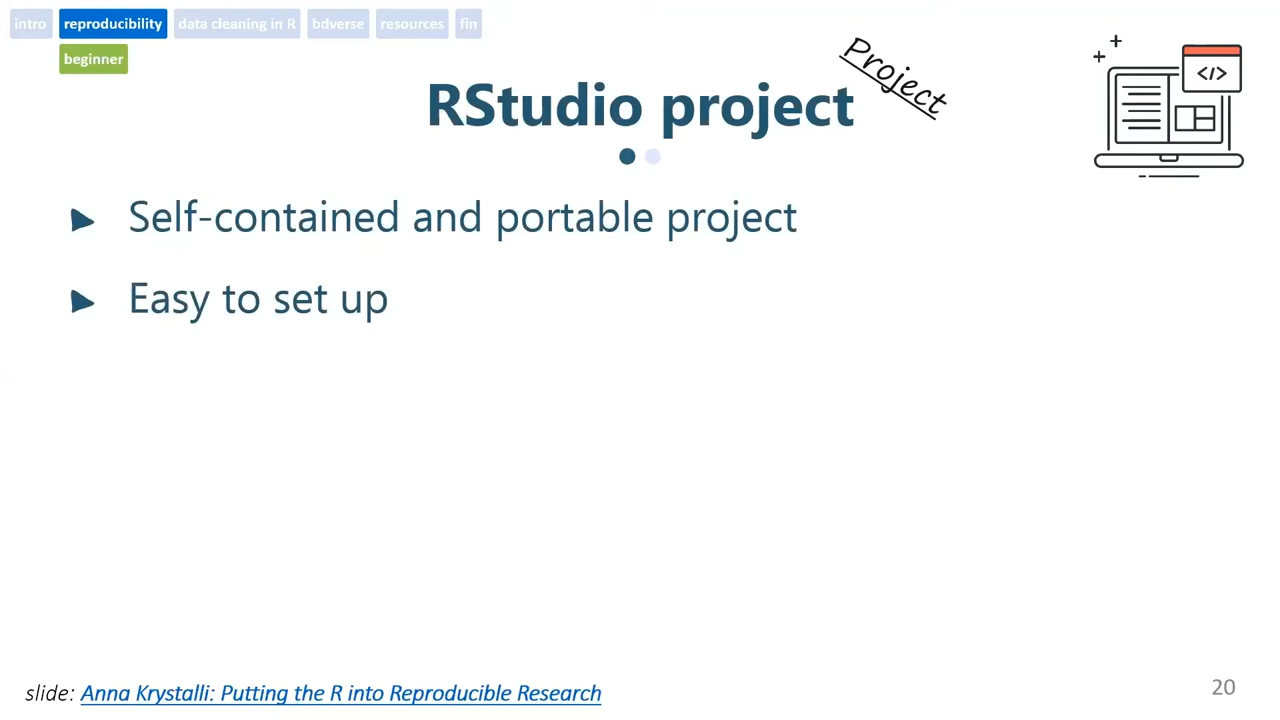 intro reproducibility data cleaning in R bdverse resources fin
beginner
Project
RStudio project
</>
Self-contained and portable project
Easy to set up
slide: Anna Krystalli: Putting the R into Reproducible Research
20